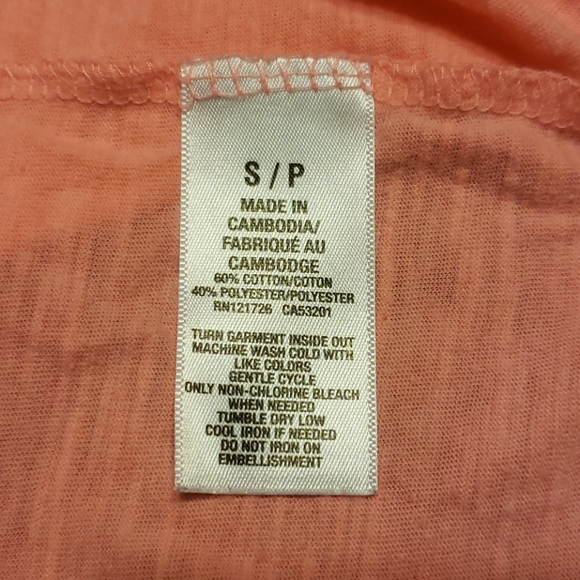 S / P
MADE IN
CAMBODIA/
FABRIQUÉ AU
CAMBODGE
60% COTTON/COTON
40% POLYESTER/POLYESTER
RN121726 CA53201
TURN GARMENT INSIDE OUT
MACHINE WASH COLD WITH
LIKE COLORS
GENTLE CYCLE
ONLY NON-CHLORINE BLEACH
WHEN NEEDED
TUMBLE DRY LOW
COOL IRON IF NEEDED
DO NOT IRON ON
EMBELLISHMENT